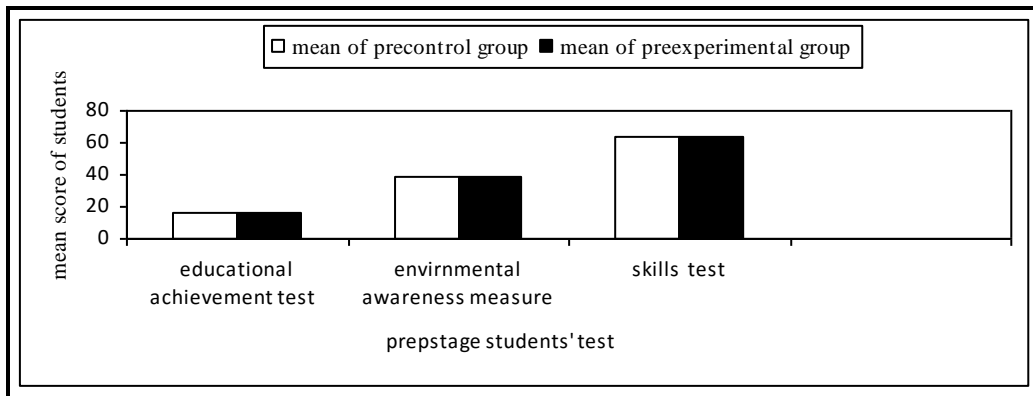 mean of precontrol group mean of preexperimental group
mean score of students
80
60
40
20
0
educational
achievement test
envirnmental
awareness measure
skills test
prepstage students' test